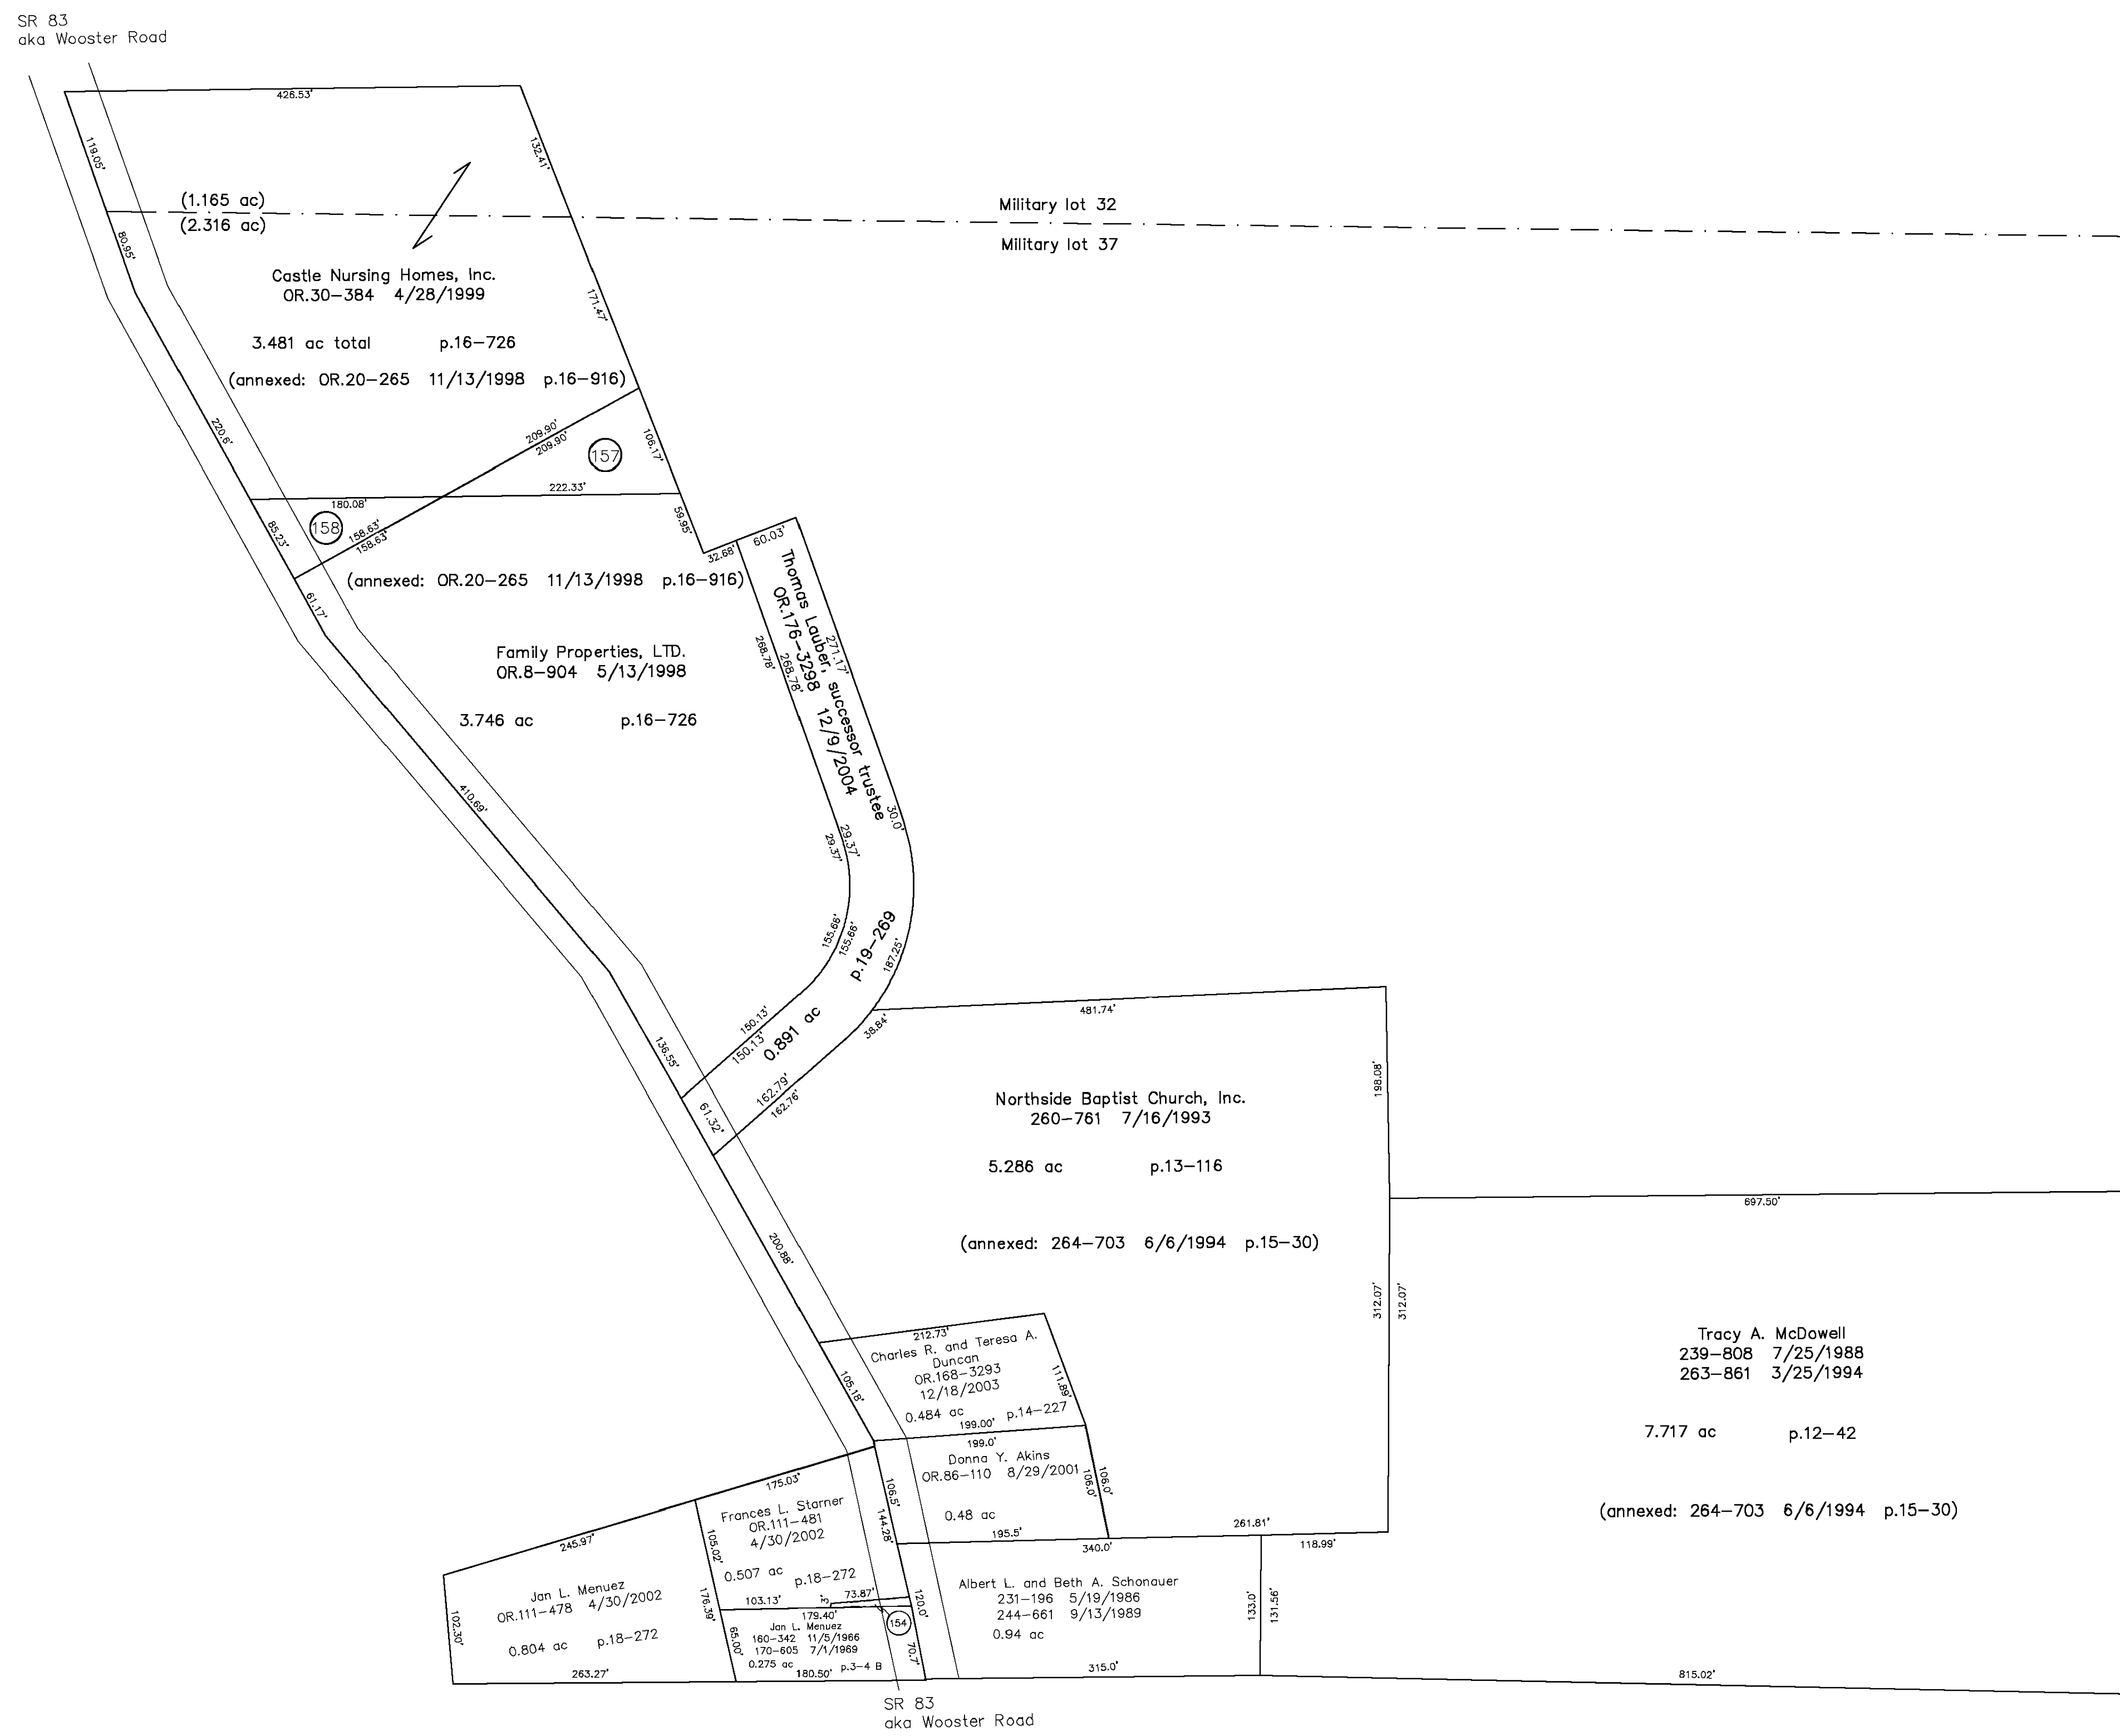 SR 83
aka Wooster Road
426.53'
119.05'
132.41'
(1.165 ac)
(2.316 ac)
Military lot 32
Military lot 37
80.95'
Castle Nursing Homes, Inc.
OR.30-384 4/28/1999
171.47'
3.481 ac total p.16-726
(annexed: OR.20-265 11/13/1998 p.16-916)
220.6'
209.90'
209.90'
106.17'
157
222.33'
180.08'
158
158.63'
158.63'
85.23'
59.95'
32.68'
60.03'
(annexed: OR.20-265 11/13/1998 p.16-916)
61.17'
Family Properties, LTD.
OR.8-904 5/13/1998
3.746 ac p.16-726
Thomas Lauber, successor trustee
OR.176-3298 12/9/2004
268.78'
268.78'
271.17'
410.69'
30.0'
29.37'
29.37'
155.66'
155.66'
p.19-269
187.25'
150.13'
150.13'
0.891 ac
38.84'
136.55'
162.79'
162.76'
61.32'
481.74'
198.08'
Northside Baptist Church, Inc.
260-761 7/16/1993
5.286 ac p.13-116
(annexed: 264-703 6/6/1994 p.15-30)
697.50'
200.88'
312.07'
312.07'
212.73'
Charles R. and Teresa A.
Duncan
OR.168-3293
12/18/2003
0.484 ac p.14-227
111.89'
105.18'
199.00'
199.0'
Tracy A. McDowell
239-808 7/25/1988
263-861 3/25/1994
7.717 ac p.12-42
(annexed: 264-703 6/6/1994 p.15-30)
Donna Y. Akins
OR.86-110 8/29/2001
0.48 ac
106.0'
106.0'
106.5'
144.28'
195.5'
261.81'
340.0'
118.99'
175.03'
Frances L. Starner
OR.111-481
4/30/2002
0.507 ac p.18-272
105.02'
245.97'
Jan L. Menuez
OR.111-478 4/30/2002
0.804 ac p.18-272
102.30'
263.27'
176.39'
103.13'
.3'
73.87'
179.40'
154
120.0'
Jan L. Menuez
160-342 11/5/1966
170-605 7/1/1969
0.275 ac p.3-4 B
65.00'
70.7'
180.50'
Albert L. and Beth A. Schonauer
231-196 5/19/1986
244-661 9/13/1989
0.94 ac
133.0'
131.56'
315.0'
815.02'
SR 83
aka Wooster Road